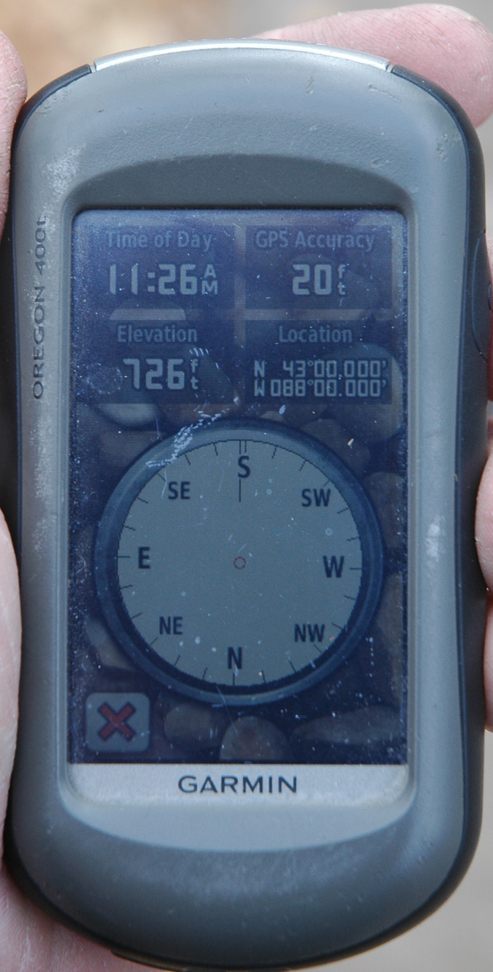 OREGON 400t
Time of Day
11:26 AM
GPS Accuracy
20 ft
Elevation
726 ft
Location
N 43°00.000'
W 088°00.000'
S
SE
SW
E
W
NE
NW
N
GARMIN